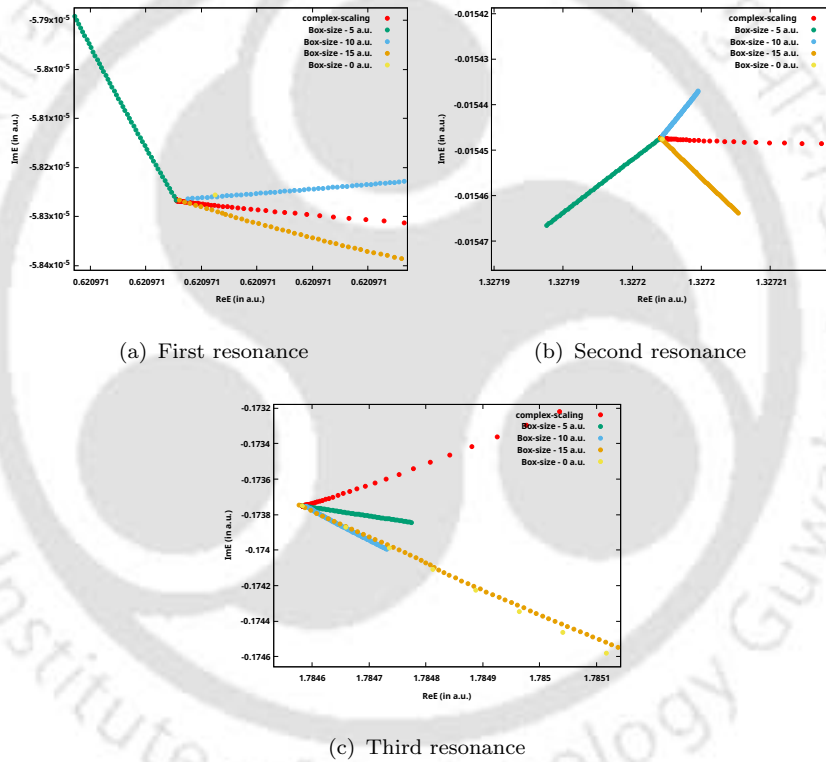 -5.79x10-5
-5.8x10-5
-5.81x10-5
-5.82x10-5
-5.83x10-5
-5.84x10-5
ImE (in a.u.)
complex-scaling
Box-size - 5 a.u.
Box-size - 10 a.u.
Box-size - 15 a.u.
Box-size - 0 a.u.
0.620971 0.620971 0.620971 0.620971 0.620971 0.620971
ReE (in a.u.)
(a) First resonance
-0.01542
-0.01543
-0.01544
-0.01545
-0.01546
-0.01547
ImE (in a.u.)
complex-scaling
Box-size - 5 a.u.
Box-size - 10 a.u.
Box-size - 15 a.u.
Box-size - 0 a.u.
1.32719 1.32719 1.3272 1.3272 1.32721
ReE (in a.u.)
(b) Second resonance
-0.1732
-0.1734
-0.1736
-0.1738
-0.174
-0.1742
-0.1744
-0.1746
ImE (in a.u.)
complex-scaling
Box-size - 5 a.u.
Box-size - 10 a.u.
Box-size - 15 a.u.
Box-size - 0 a.u.
1.7846 1.7847 1.7848 1.7849 1.785 1.7851
ReE (in a.u.)
(c) Third resonance
Institute
nology Guw